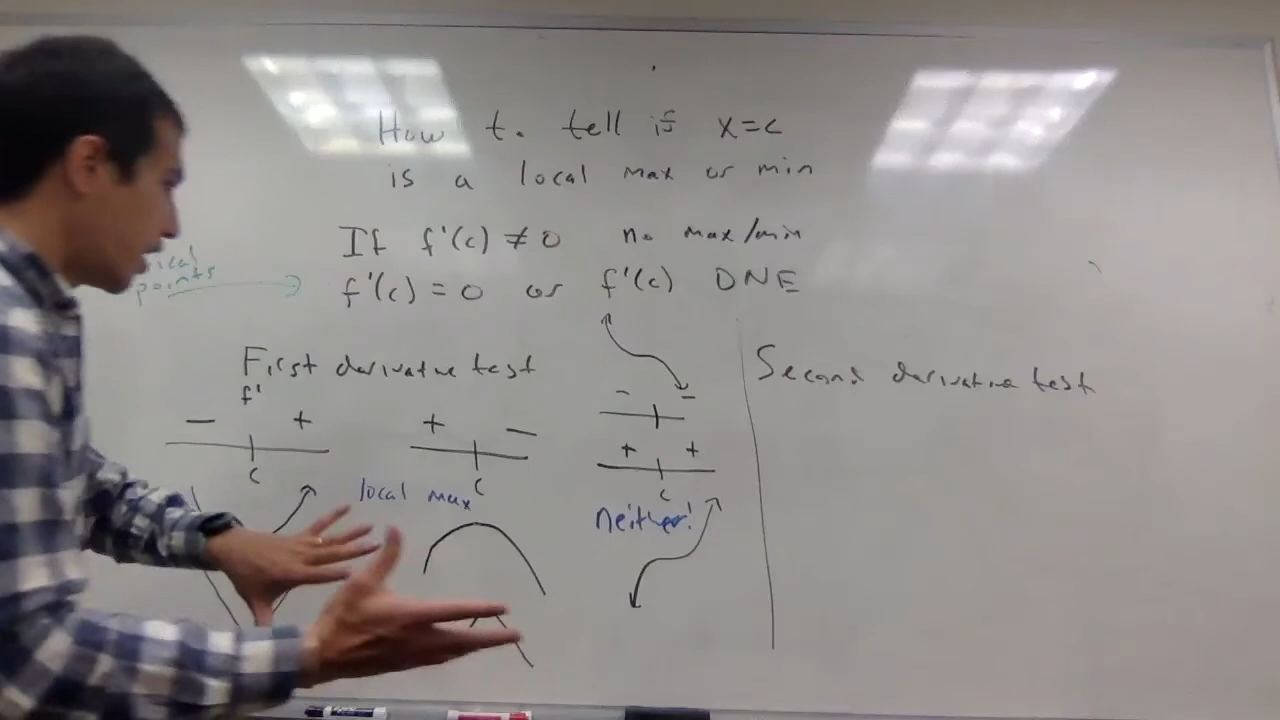 How to tell if x=c
is a local max or min
If f'(c) ≠ 0 no max/min
points
f'(c) = 0 or f'(c) DNE
First derivative test
f'
- +
c
+ -
c
local max
- -
+ +
c
neither!
Second derivative test